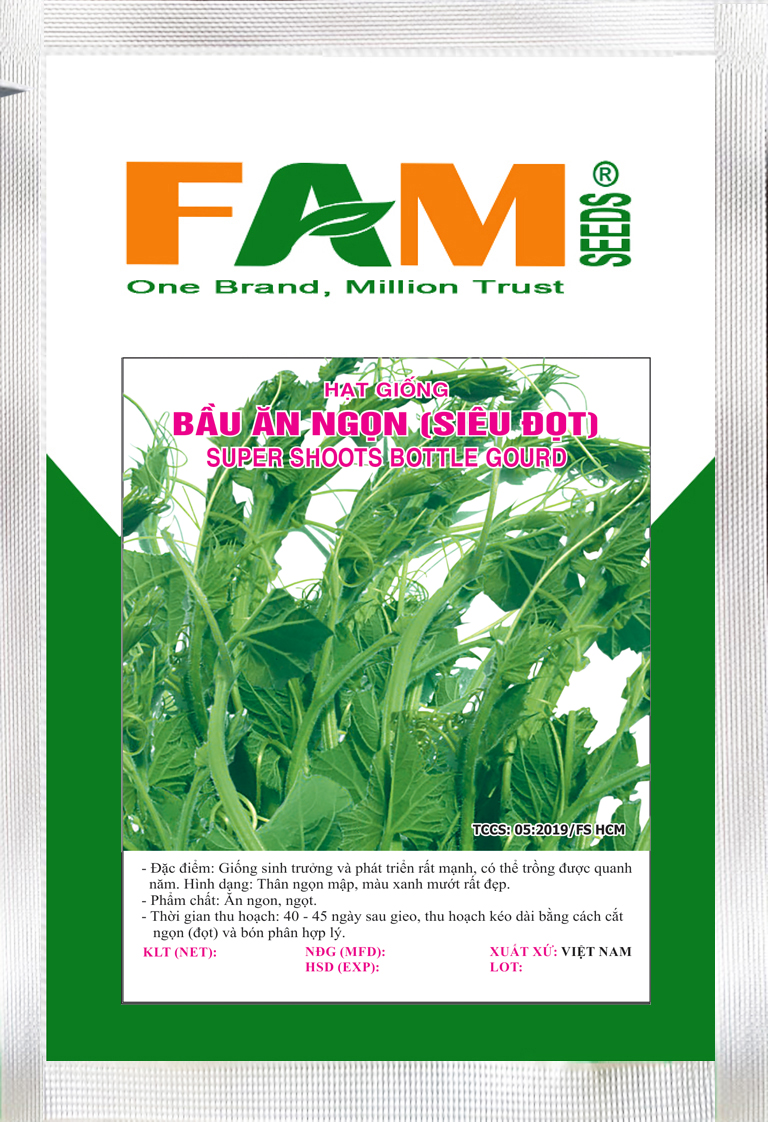 FAM SEEDS ®
One Brand, Million Trust
HẠT GIỐNG
BẦU ĂN NGỌN (SIÊU ĐỌT)
SUPER SHOOTS BOTTLE GOURD
TCCS: 05:2019/FS HCM
- Đặc điểm: Giống sinh trưởng và phát triển rất mạnh, có thể trồng được quanh
năm. Hình dạng: Thân ngọn mập, màu xanh mướt rất đẹp.
- Phẩm chất: Ăn ngon, ngọt.
- Thời gian thu hoạch: 40 - 45 ngày sau gieo, thu hoạch kéo dài bằng cách cắt
ngọn (đọt) và bón phân hợp lý.
KLT (NET): NĐG (MFD): XUẤT XỨ: VIỆT NAM
HSD (EXP): LOT: